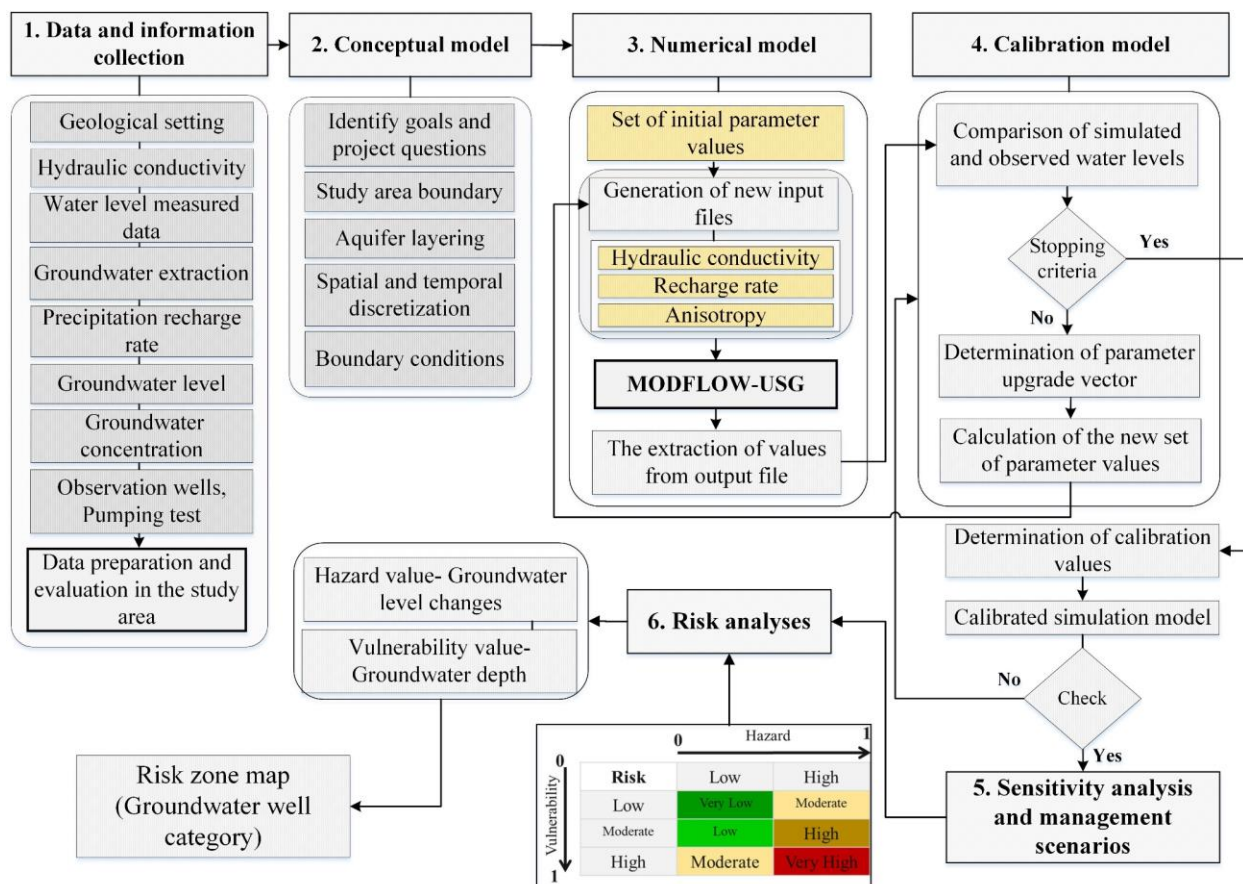 1. Data and information
collection
2. Conceptual model
3. Numerical model
4. Calibration model
Geological setting
Hydraulic conductivity
Water level measured
data
Groundwater extraction
Precipitation recharge
rate
Groundwater level
Groundwater
concentration
Observation wells,
Pumping test
Data preparation and
evaluation in the study
area
Identify goals and
project questions
Study area boundary
Aquifer layering
Spatial and temporal
discretization
Boundary conditions
Set of initial parameter
values
Generation of new input
files
Hydraulic conductivity
Recharge rate
Anisotropy
MODFLOW-USG
The extraction of values
from output file
Comparison of simulated
and observed water levels
Stopping
criteria
Yes
No
Determination of parameter
upgrade vector
Calculation of the new set
of parameter values
Determination of calibration
values
Calibrated simulation model
Check
No
Yes
5. Sensitivity analysis
and management
scenarios
6. Risk analyses
Hazard value- Groundwater
level changes
Vulnerability value-
Groundwater depth
Risk zone map
(Groundwater well
category)
0 Hazard 1
0
Vulnerability
1
Risk Low High
Low Very Low Moderate
Moderate Low High
High Moderate Very High